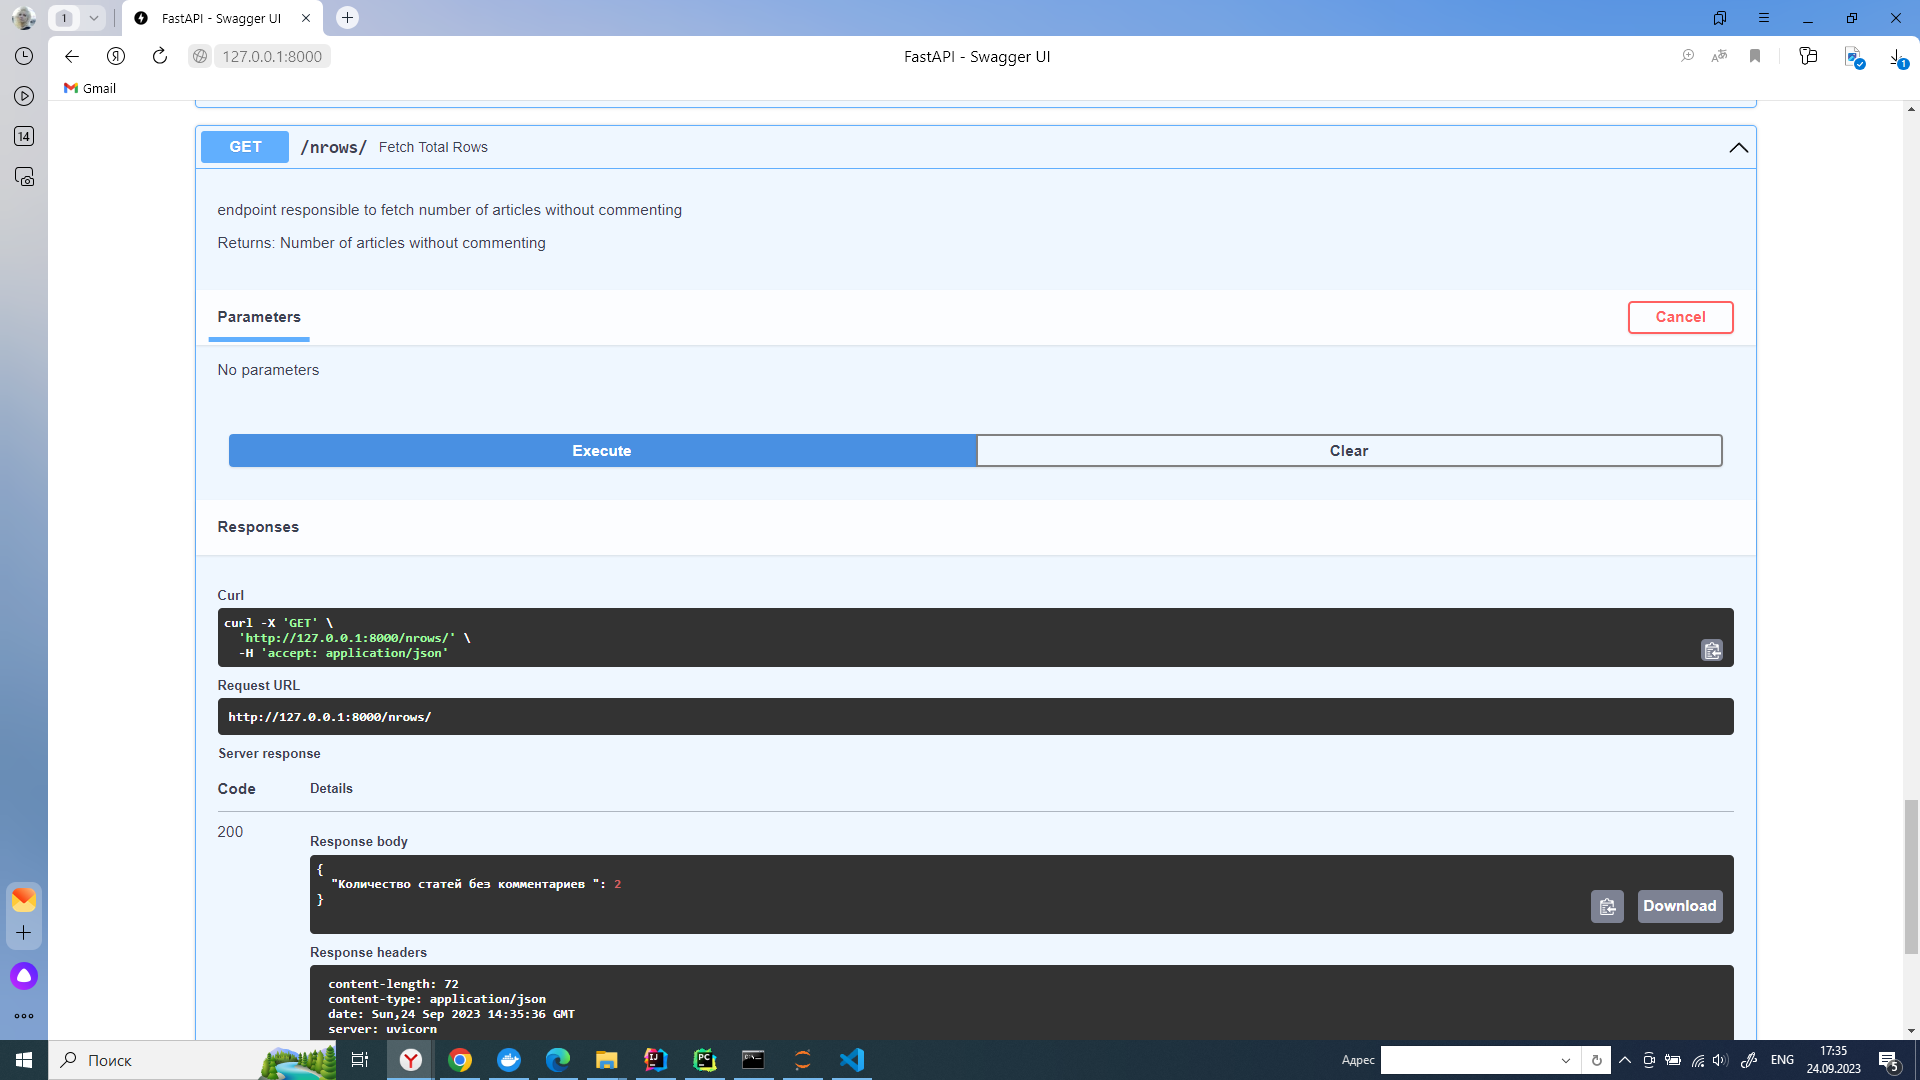 1
FastAPI - Swagger UI
127.0.0.1:8000
FastAPI - Swagger UI
1
Gmail
14
GET /nrows/ Fetch Total Rows
endpoint responsible to fetch number of articles without commenting
Returns: Number of articles without commenting
Parameters
Cancel
No parameters
Execute
Clear
Responses
Curl
curl -X 'GET' \
'http://127.0.0.1:8000/nrows/' \
-H 'accept: application/json'
Request URL
http://127.0.0.1:8000/nrows/
Server response
Code Details
200
Response body
{
"Количество статей без комментариев ": 2
}
Download
Response headers
content-length: 72
content-type: application/json
date: Sun,24 Sep 2023 14:35:36 GMT
server: uvicorn
Поиск
Адрес
ENG
17:35
24.09.2023
5